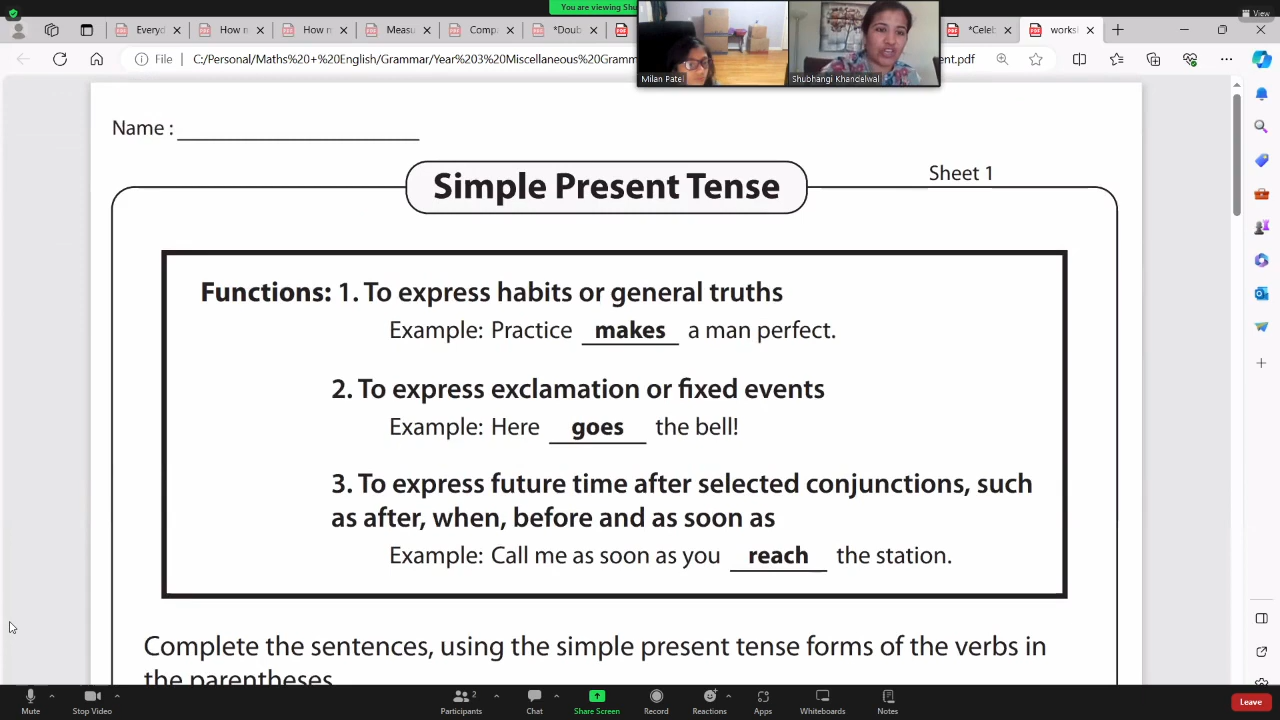 You are viewing Shu
View
Everyd
How t
How m
Measu
Comp
*Doub
*Celeb
works
File
C:/Personal/Maths%20+%20English/Grammar/Year%203%20Miscellaneous%20Gramm
ent.pdf
Milan Patel
Shubhangi Khandelwal
Name :
Simple Present Tense
Sheet 1
Functions: 1. To express habits or general truths
Example: Practice makes a man perfect.
2. To express exclamation or fixed events
Example: Here goes the bell!
3. To express future time after selected conjunctions, such
as after, when, before and as soon as
Example: Call me as soon as you reach the station.
Complete the sentences, using the simple present tense forms of the verbs in
the parentheses.
Mute
Stop Video
Participants
2
Chat
Share Screen
Record
Reactions
Apps
Whiteboards
Notes
Leave